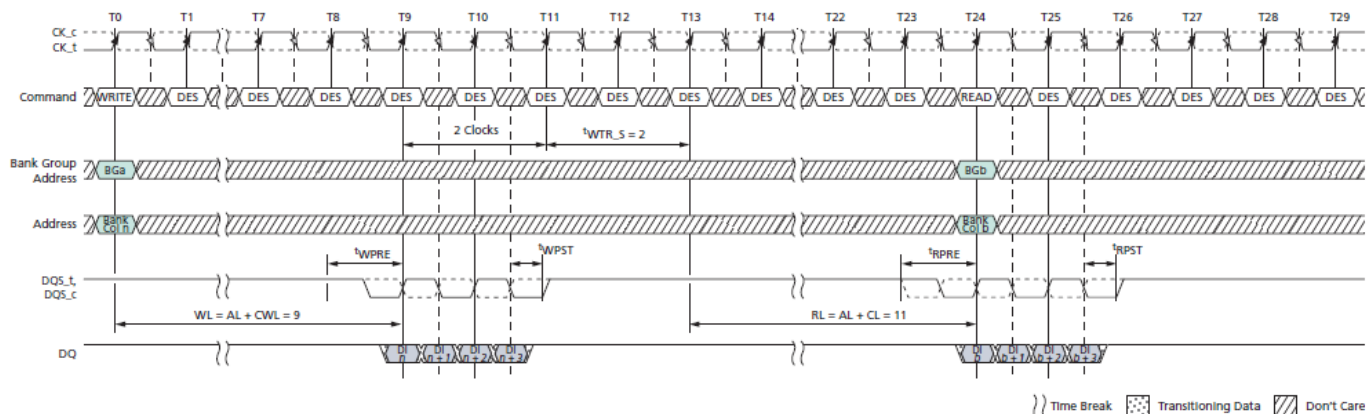 T0 T1 T7 T8 T9 T10 T11 T12 T13 T14 T22 T23 T24 T25 T26 T27 T28 T29
CK_c
CK_t
Command WRITE DES DES DES DES DES DES DES DES DES DES DES READ DES DES DES DES DES
2 Clocks tWTR_S = 2
Bank Group
Address BGa BGb
Address Bank Col n Bank Col b
tWPRE tWPST tRPRE tRPST
DQS_t,
DQS_c
WL = AL + CWL = 9 RL = AL + CL = 11
DQ DI n DI n + 1 DI n + 2 DI n + 3 DI b DI b + 1 DI b + 2 DI b + 3
Time Break Transitioning Data Don't Care